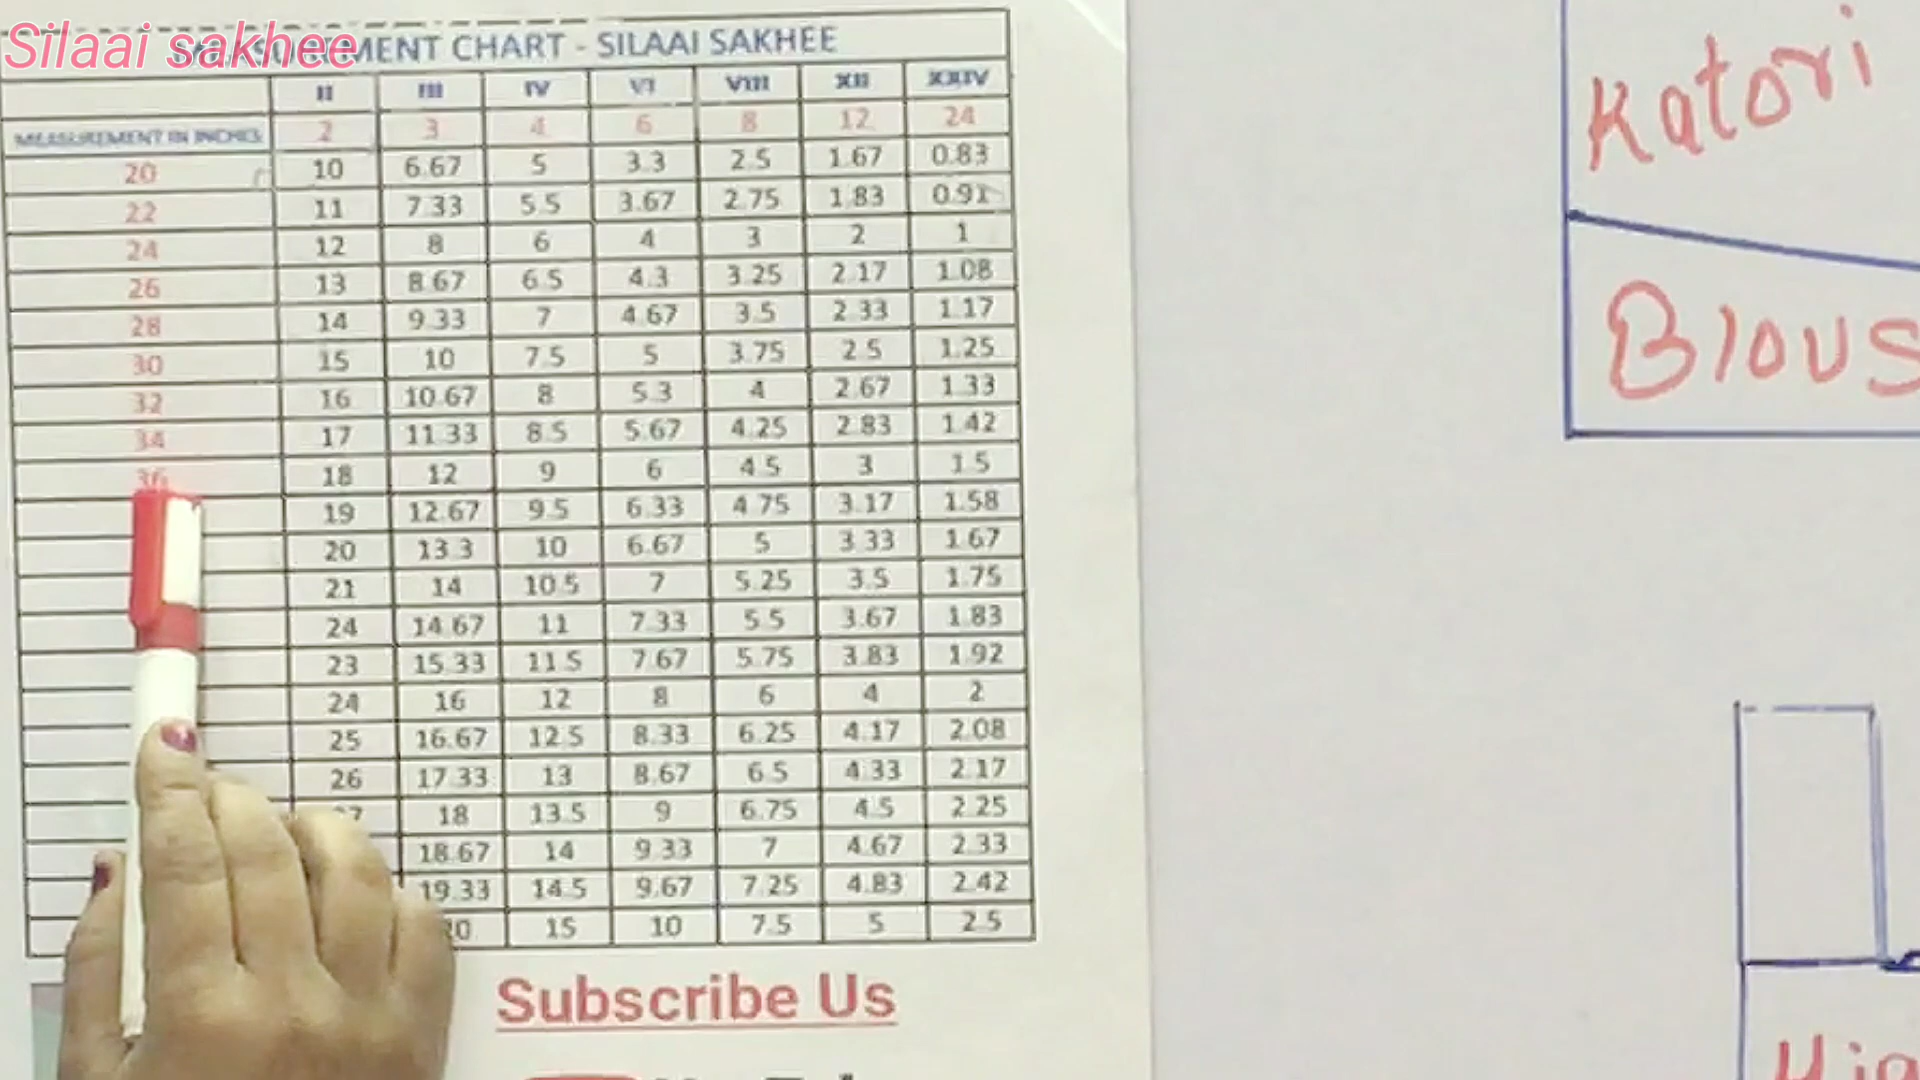 Silaai sakhee
MEASUREMENT CHART - SILAAI SAKHEE
II III IV VI VIII XII XXIV
MEASUREMENT IN INCHES 2 3 4 6 8 12 24
20 10 6.67 5 3.3 2.5 1.67 0.83
22 11 7.33 5.5 3.67 2.75 1.83 0.91
24 12 8 6 4 3 2 1
26 13 8.67 6.5 4.3 3.25 2.17 1.08
28 14 9.33 7 4.67 3.5 2.33 1.17
30 15 10 7.5 5 3.75 2.5 1.25
32 16 10.67 8 5.3 4 2.67 1.33
34 17 11.33 8.5 5.67 4.25 2.83 1.42
36 18 12 9 6 4.5 3 1.5
19 12.67 9.5 6.33 4.75 3.17 1.58
20 13.3 10 6.67 5 3.33 1.67
21 14 10.5 7 5.25 3.5 1.75
24 14.67 11 7.33 5.5 3.67 1.83
23 15.33 11.5 7.67 5.75 3.83 1.92
24 16 12 8 6 4 2
25 16.67 12.5 8.33 6.25 4.17 2.08
26 17.33 13 8.67 6.5 4.33 2.17
18 13.5 9 6.75 4.5 2.25
18.67 14 9.33 7 4.67 2.33
19.33 14.5 9.67 7.25 4.83 2.42
15 10 7.5 5 2.5
Subscribe Us
Katori
Blous